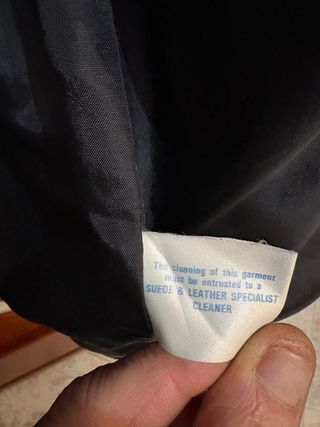 The cleaning of this garment
must be entrusted to a
SUEDE & LEATHER SPECIALIST
CLEANER